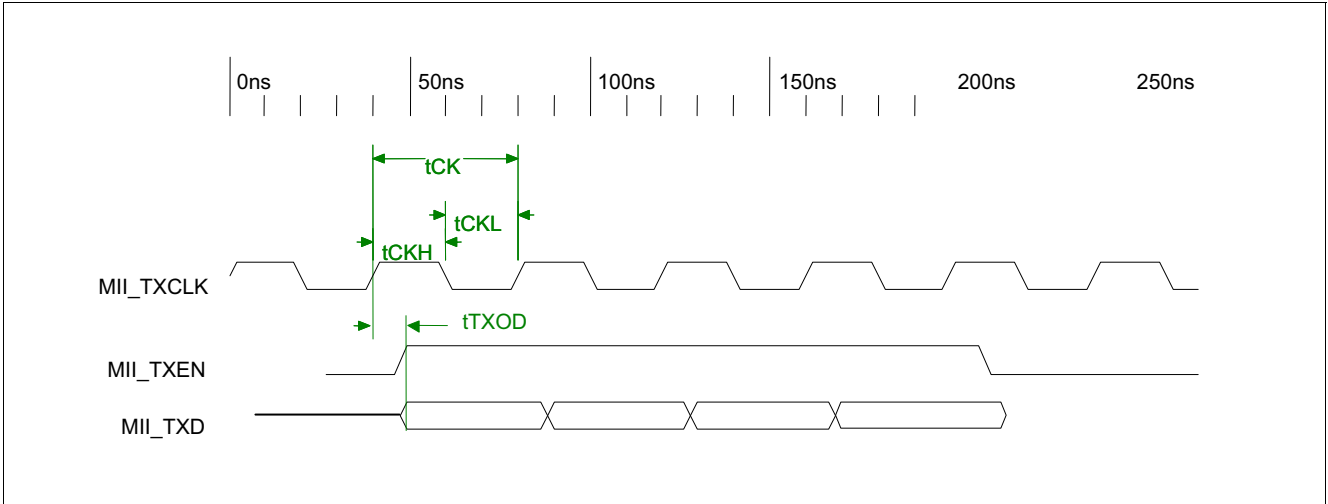 0ns 50ns 100ns 150ns 200ns 250ns
tCK
tCKL
tCKH
MII_TXCLK
tTXOD
MII_TXEN
MII_TXD